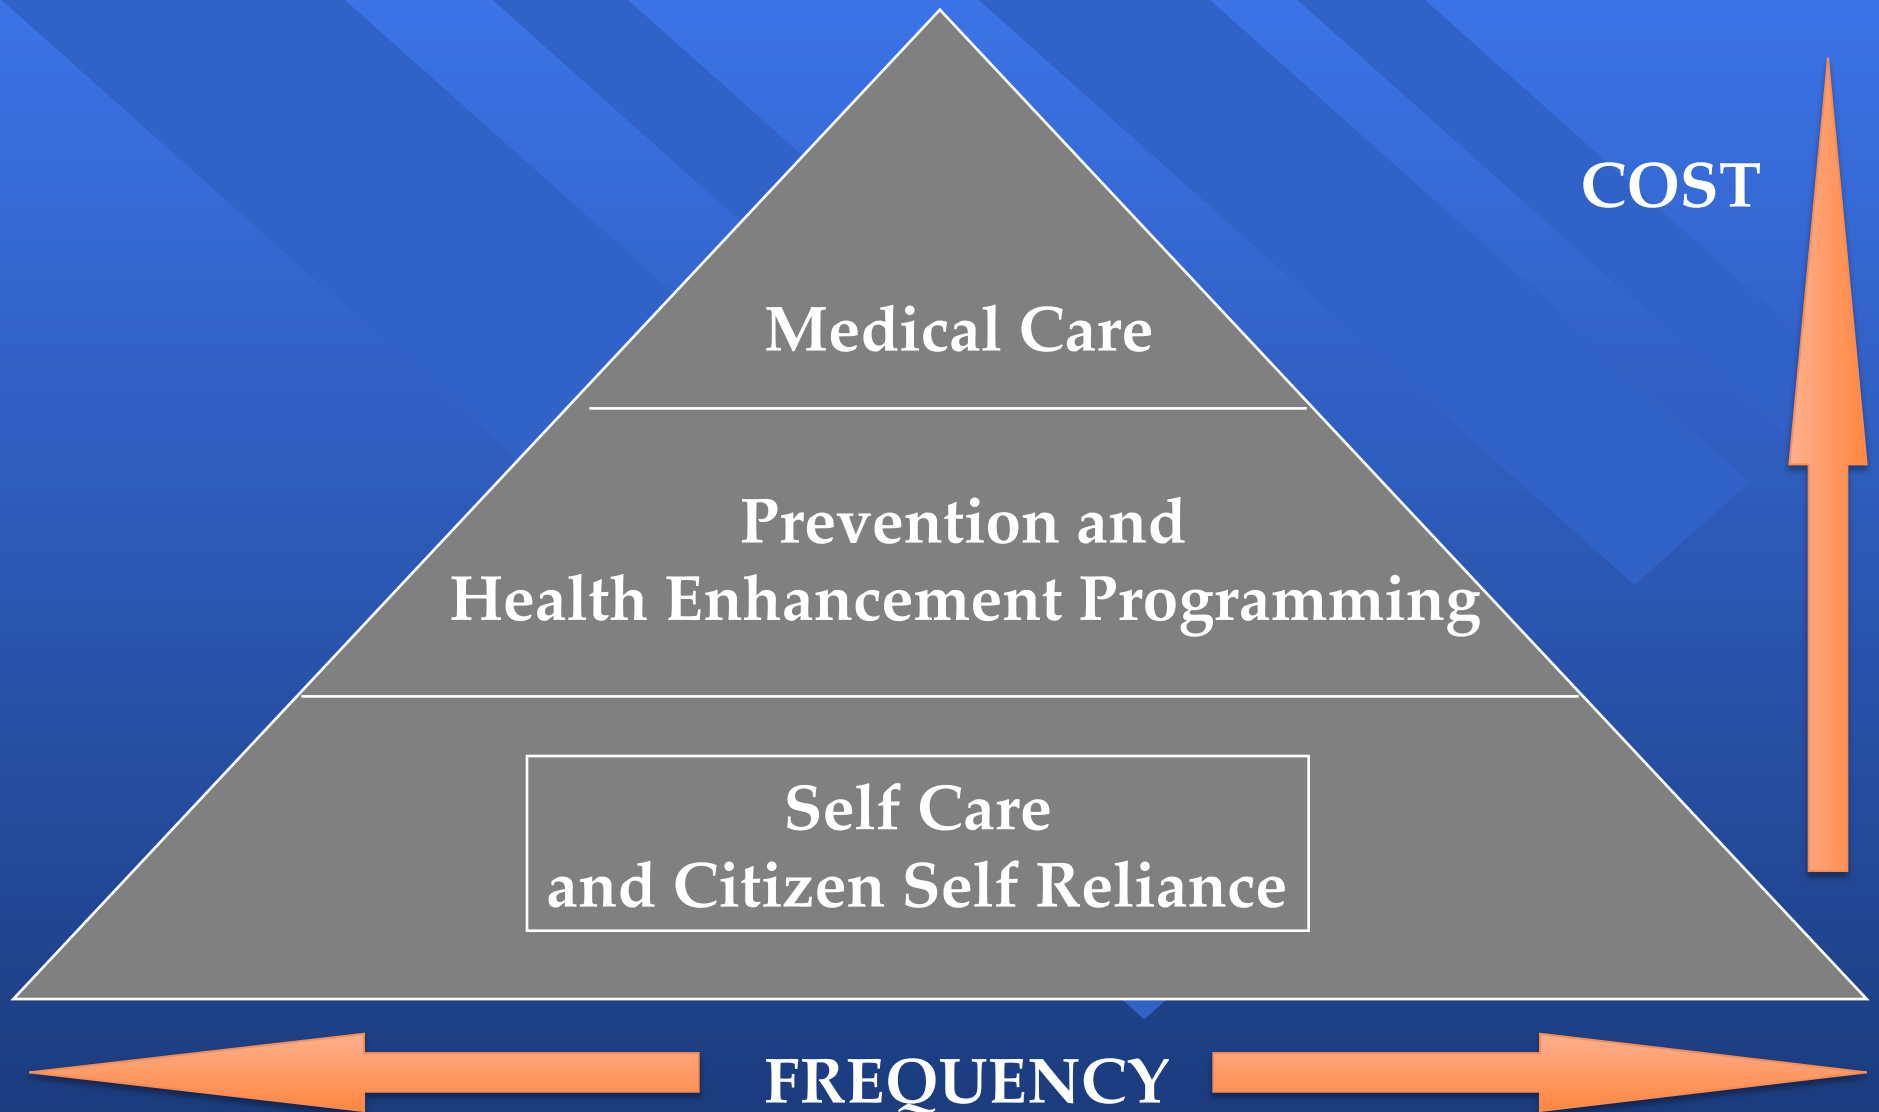 COST
Medical Care
Prevention and
Health Enhancement Programming
Self Care
and Citizen Self Reliance
FREQUENCY